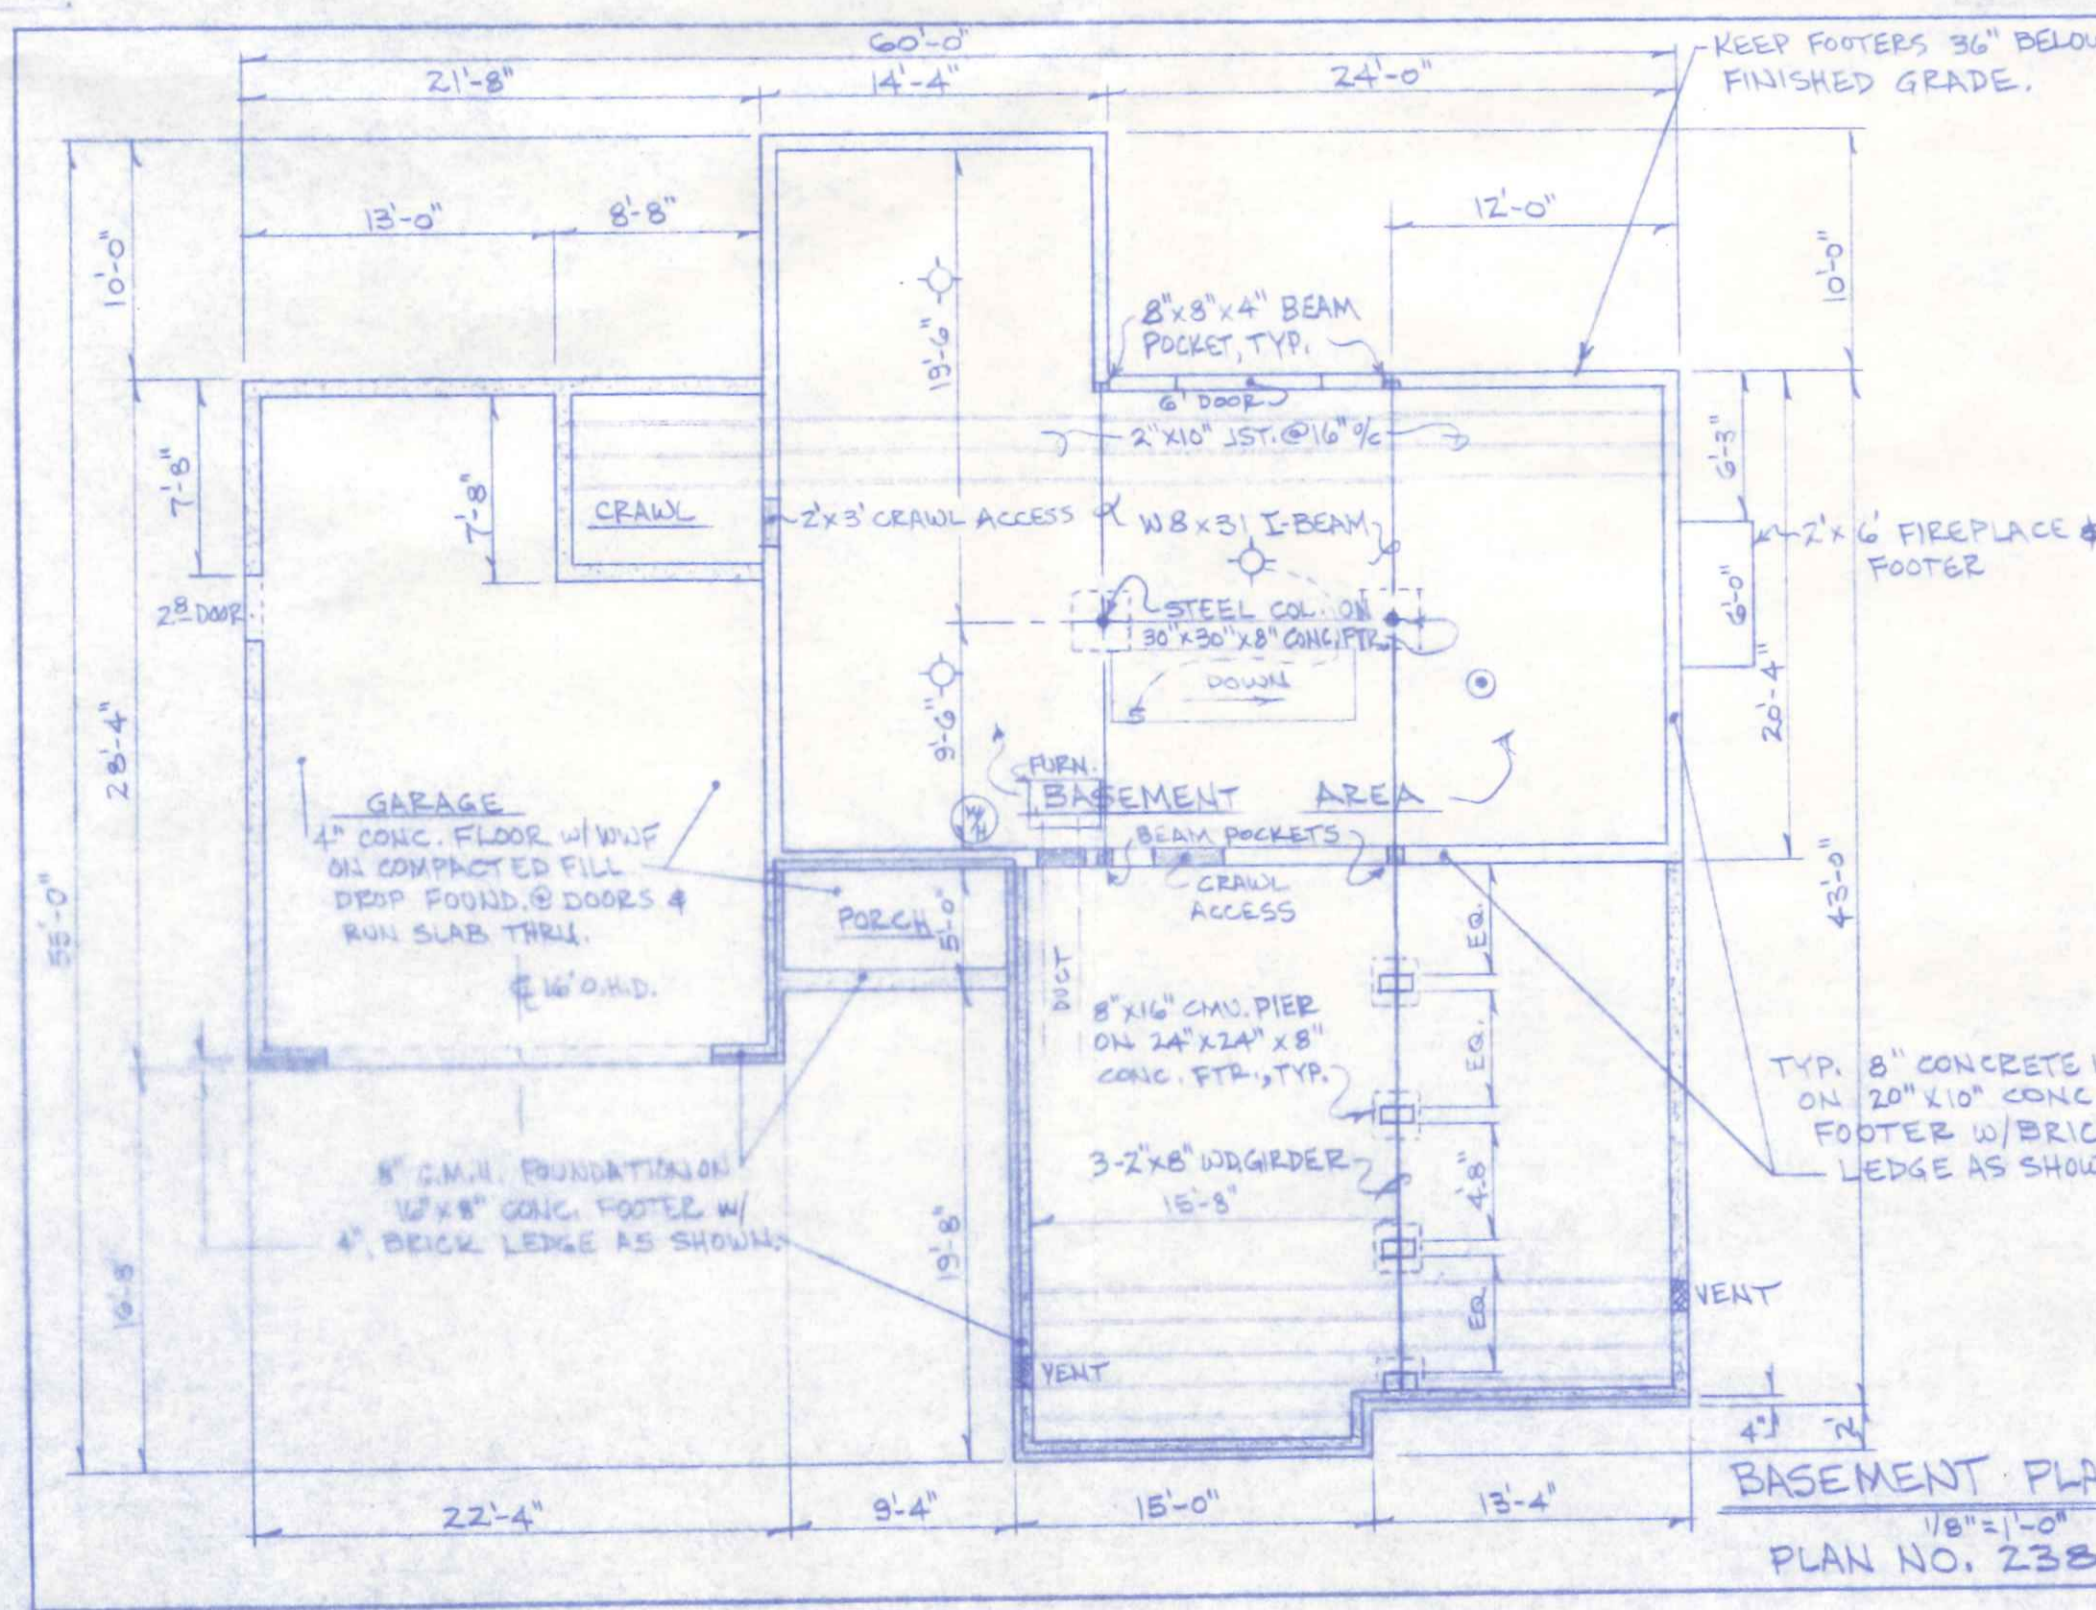 60'-0"
21'-8"
14'-4"
24'-0"
KEEP FOOTERS 36" BELOW
FINISHED GRADE.
13'-0"
8'-8"
12'-0"
10'-0"
10'-0"
19'-6"
8"x8"x4" BEAM
POCKET, TYP.
6' DOOR
2"x10" JST.@16" o/c
7'-8"
7'-8"
6'-3"
CRAWL
2'x3' CRAWL ACCESS
W8x31 I-BEAM
2'x6' FIREPLACE &
FOOTER
6'-0"
2⁸ DOOR
STEEL COL. ON
30"x30"x8" CONC. FTR.
DOWN
20'-4"
9'-6"
28'-4"
FURN.
W/H
BASEMENT AREA
BEAM POCKETS
GARAGE
4" CONC. FLOOR W/ WWF
ON COMPACTED FILL
DROP FOUND. @ DOORS &
RUN SLAB THRU.
℄ 16' O.H.D.
PORCH
5'-0"
CRAWL
ACCESS
EQ.
43'-0"
55'-0"
DUCT
8"x16" CMU. PIER
ON 24"x24"x8"
CONC. FTR., TYP.
EQ.
TYP. 8" CONCRETE
ON 20"x10" CONC
FOOTER W/BRIC
LEDGE AS SHOW
3-2"x8" WD.GIRDER
15'-8"
4'-8"
8" C.M.U. FOUNDATION ON
16"x8" CONC. FOOTER W/
4" BRICK LEDGE AS SHOWN.
19'-8"
16'-8"
EQ
VENT
VENT
4"
2'
22'-4"
9'-4"
15'-0"
13'-4"
BASEMENT PLA
1/8"=1'-0"
PLAN NO. 238